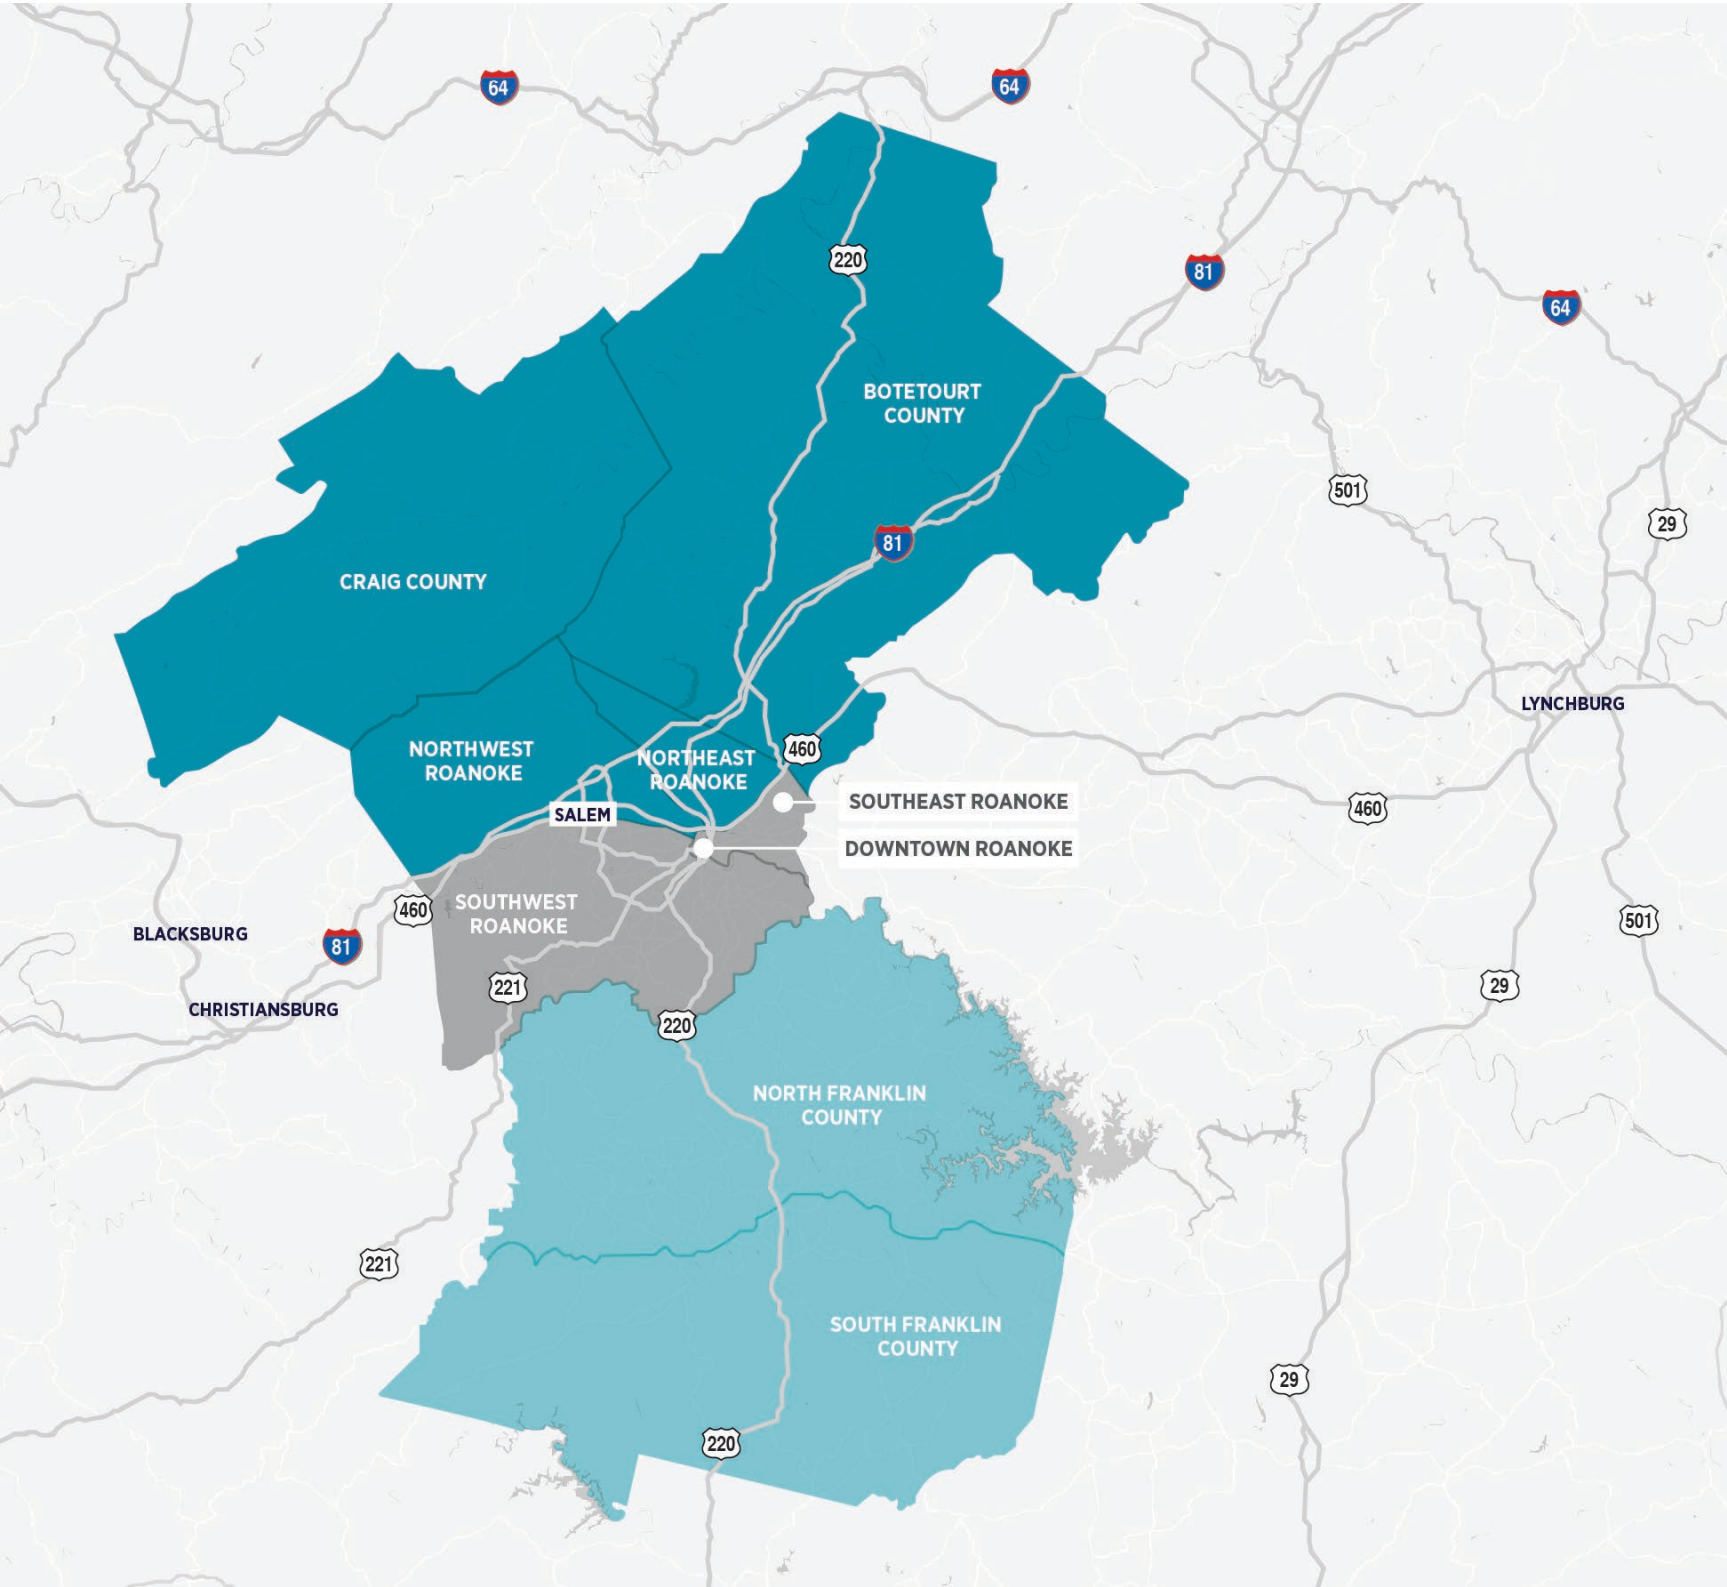 64
64
220
81
64
BOTETOURT
COUNTY
501
29
81
CRAIG COUNTY
LYNCHBURG
NORTHWEST
ROANOKE
NORTHEAST
ROANOKE
460
SOUTHEAST ROANOKE
460
SALEM
DOWNTOWN ROANOKE
460
SOUTHWEST
ROANOKE
501
BLACKSBURG
81
221
29
CHRISTIANSBURG
220
NORTH FRANKLIN
COUNTY
221
SOUTH FRANKLIN
COUNTY
29
220